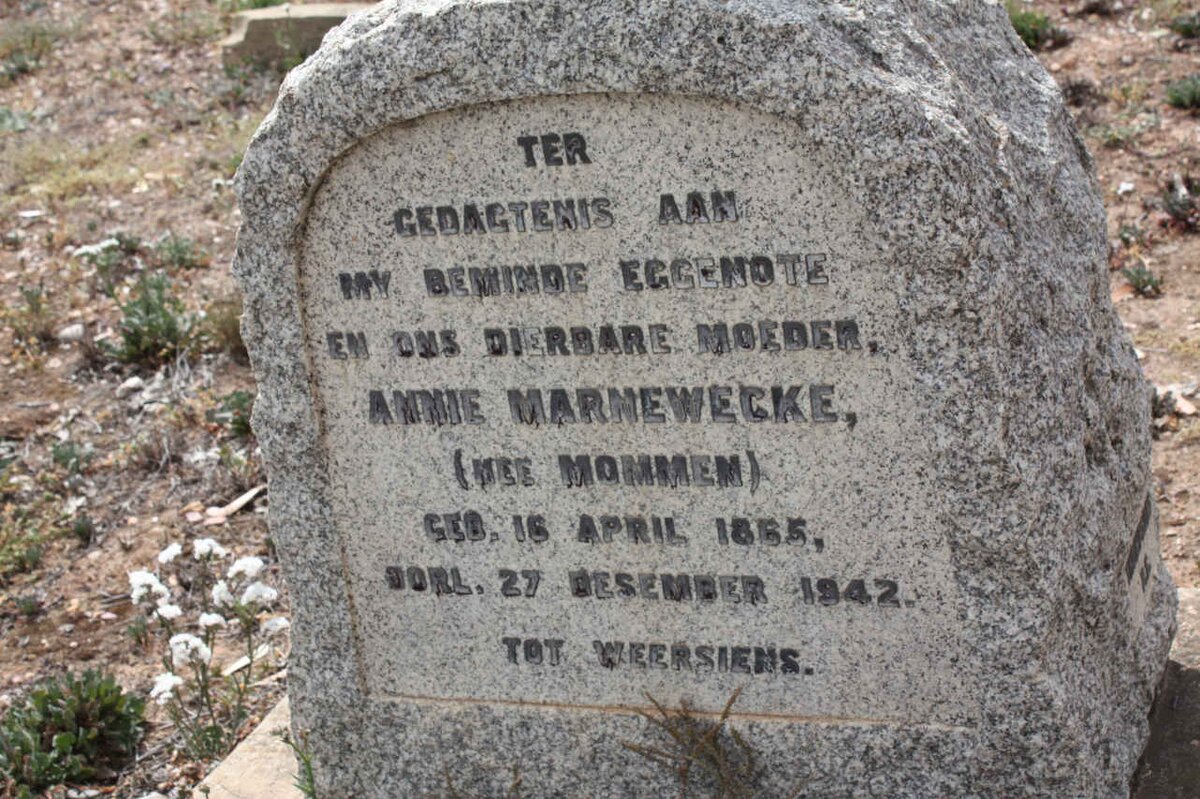 TER
GEDAGTENIS AAN
MY BEMINDE EGGENOTE
EN ONS DIERBARE MOEDER,
ANNIE MARNEWECKE,
(NEE MOMMEN)
GEB. 16 APRIL 1865,
OORL. 27 DESEMBER 1942.
TOT WEERSIENS.